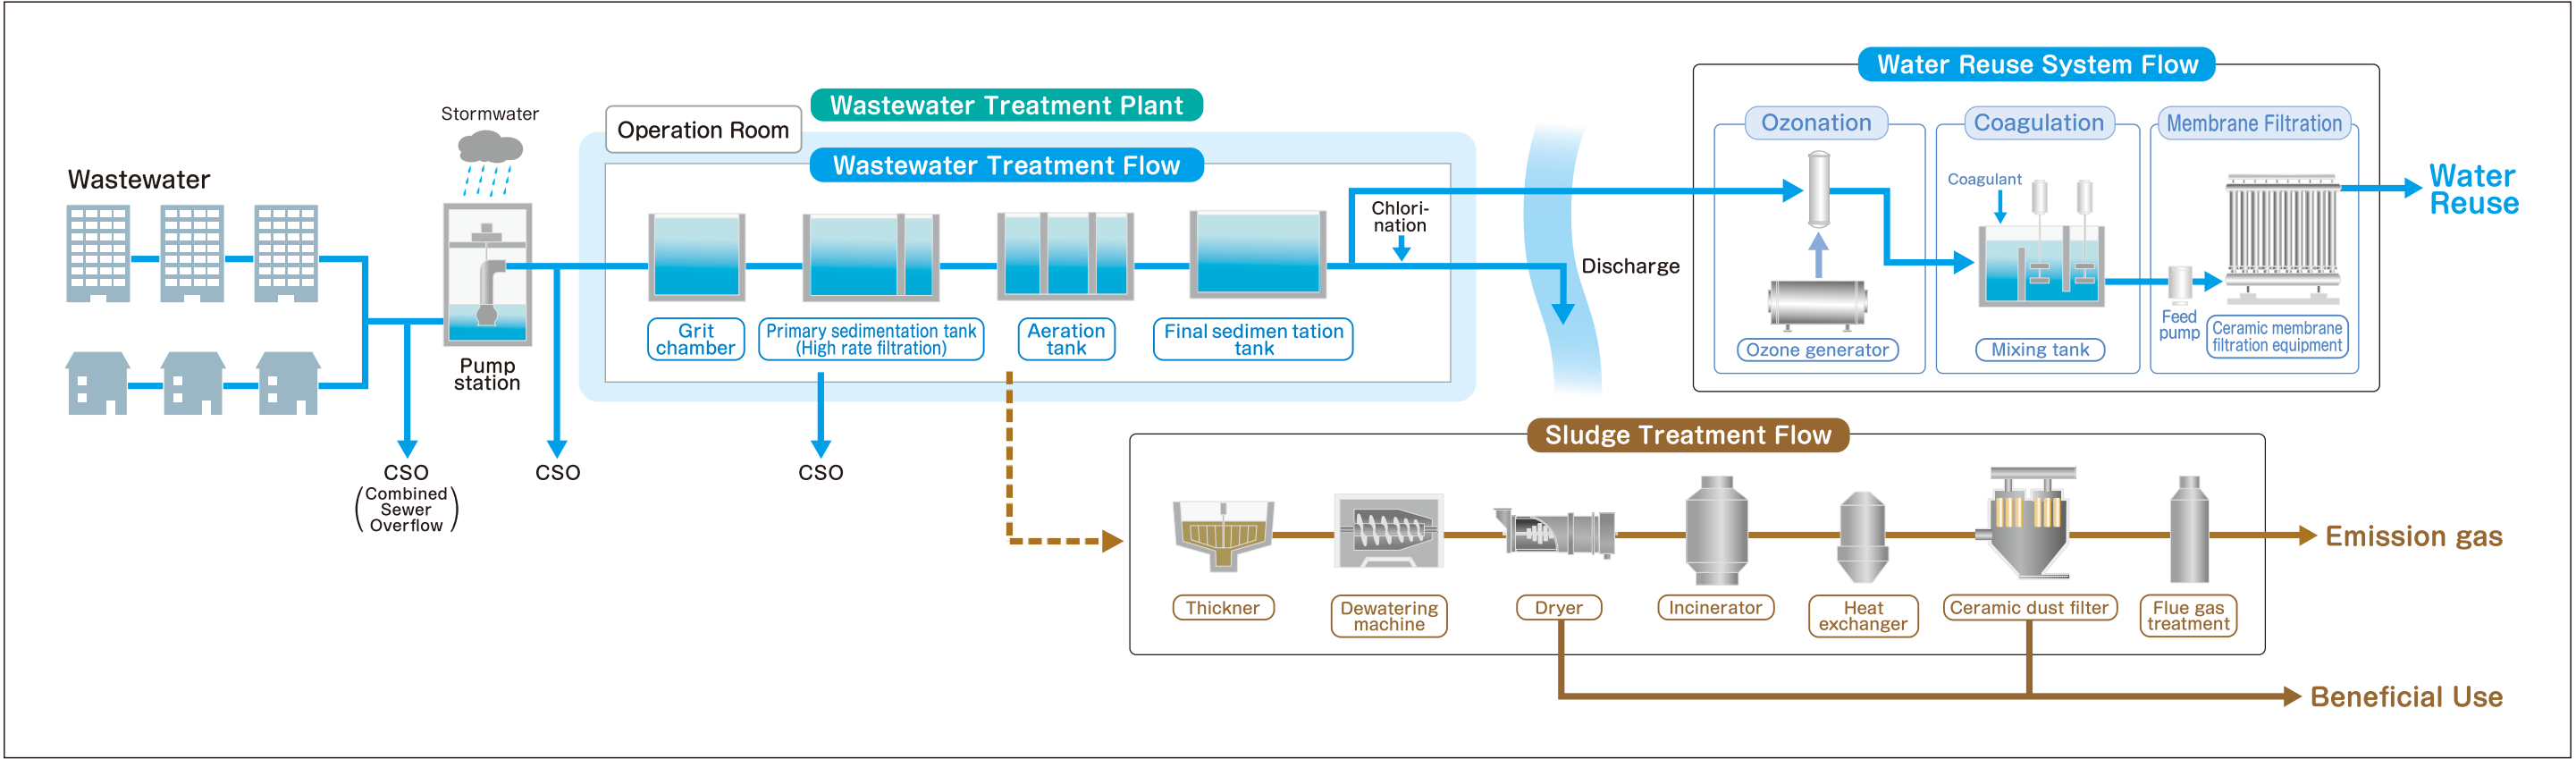 Wastewater
Stormwater
Pump
station
CSO
(Combined
Sewer
Overflow)
CSO
CSO
Wastewater Treatment Plant
Operation Room
Wastewater Treatment Flow
Grit
chamber
Primary sedimentation tank
(High rate filtration)
Aeration
tank
Final sedimen tation
tank
Chlori-
nation
Discharge
Water Reuse System Flow
Ozonation
Ozone generator
Coagulation
Coagulant
Mixing tank
Membrane Filtration
Feed
pump
Ceramic membrane
filtration equipment
Water
Reuse
Sludge Treatment Flow
Thickner
Dewatering
machine
Dryer
Incinerator
Heat
exchanger
Ceramic dust filter
Flue gas
treatment
Emission gas
Beneficial Use